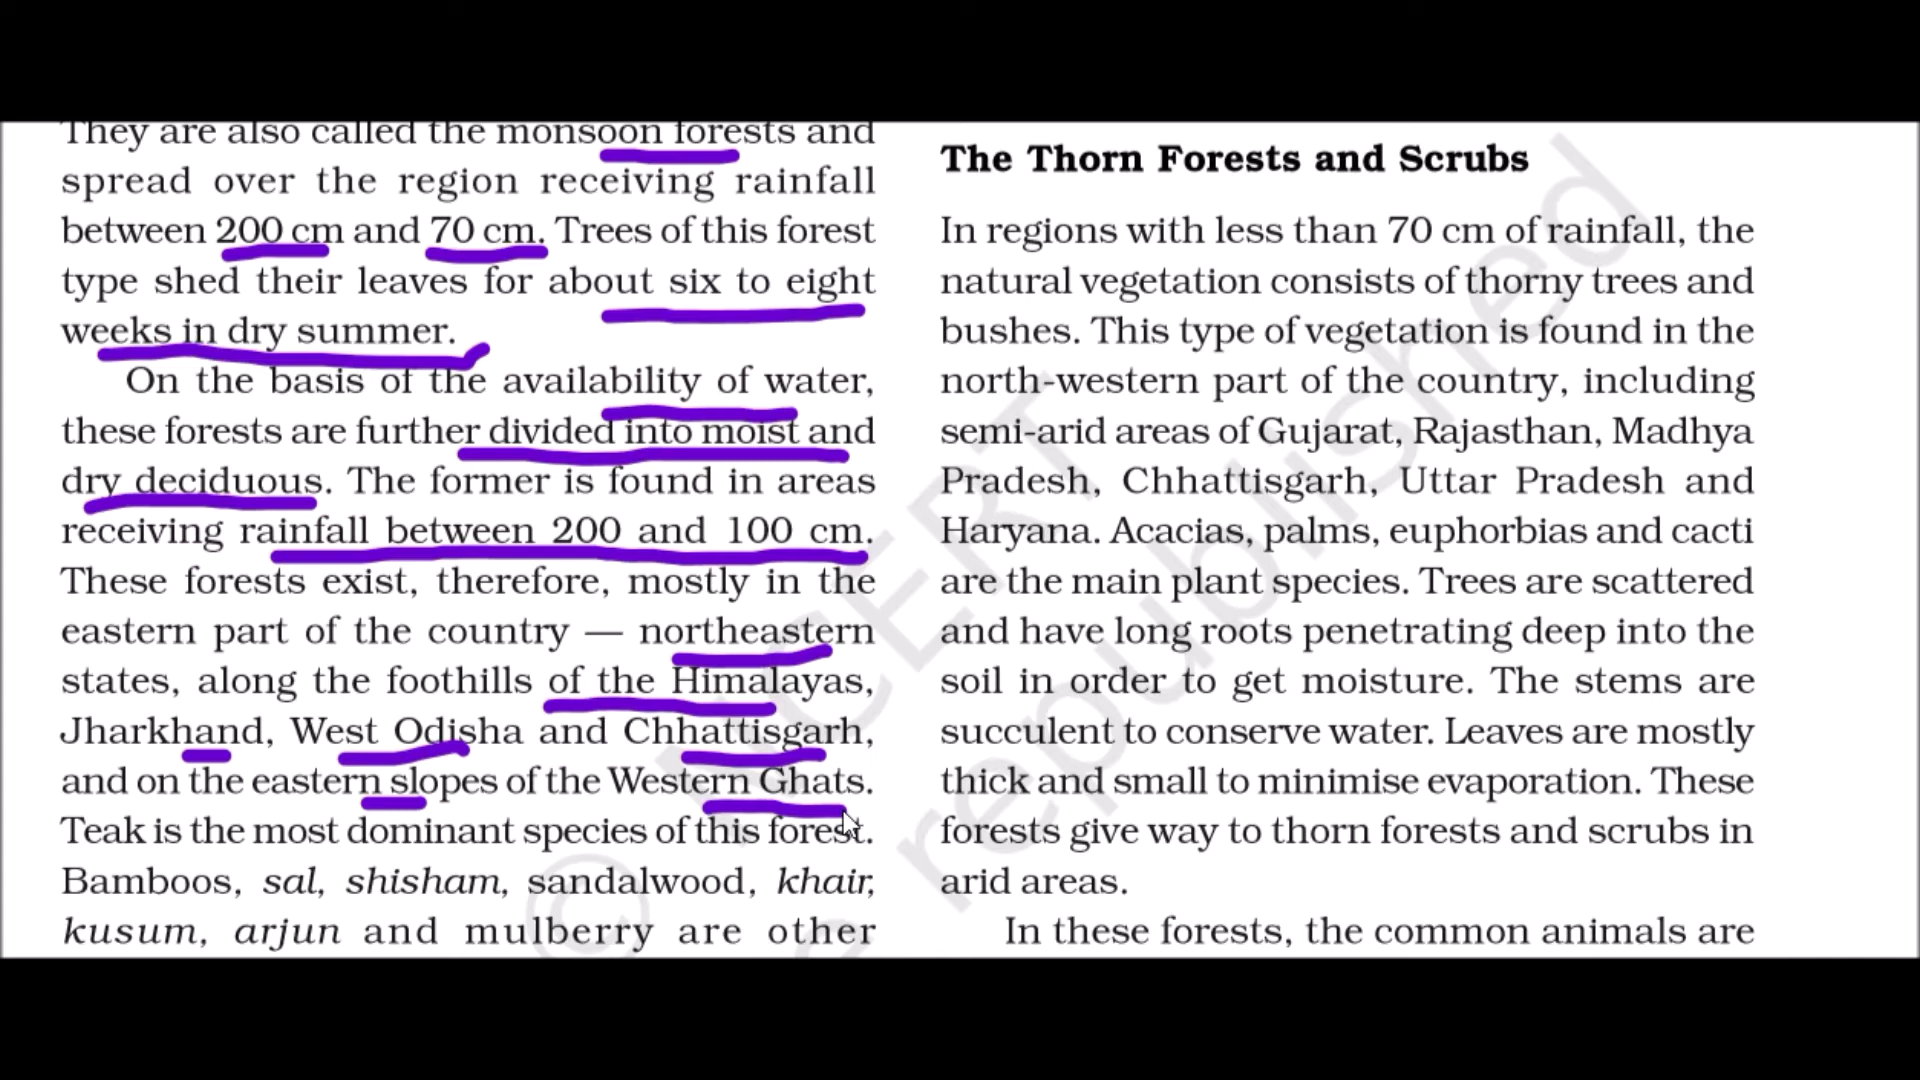 They are also called the monsoon forests and
spread over the region receiving rainfall
between 200 cm and 70 cm. Trees of this forest
type shed their leaves for about six to eight
weeks in dry summer.
On the basis of the availability of water,
these forests are further divided into moist and
dry deciduous. The former is found in areas
receiving rainfall between 200 and 100 cm.
These forests exist, therefore, mostly in the
eastern part of the country — northeastern
states, along the foothills of the Himalayas,
Jharkhand, West Odisha and Chhattisgarh,
and on the eastern slopes of the Western Ghats.
Teak is the most dominant species of this forest.
Bamboos, sal, shisham, sandalwood, khair,
kusum, arjun and mulberry are other
The Thorn Forests and Scrubs
In regions with less than 70 cm of rainfall, the
natural vegetation consists of thorny trees and
bushes. This type of vegetation is found in the
north-western part of the country, including
semi-arid areas of Gujarat, Rajasthan, Madhya
Pradesh, Chhattisgarh, Uttar Pradesh and
Haryana. Acacias, palms, euphorbias and cacti
are the main plant species. Trees are scattered
and have long roots penetrating deep into the
soil in order to get moisture. The stems are
succulent to conserve water. Leaves are mostly
thick and small to minimise evaporation. These
forests give way to thorn forests and scrubs in
arid areas.
In these forests, the common animals are
© NCERT
republished